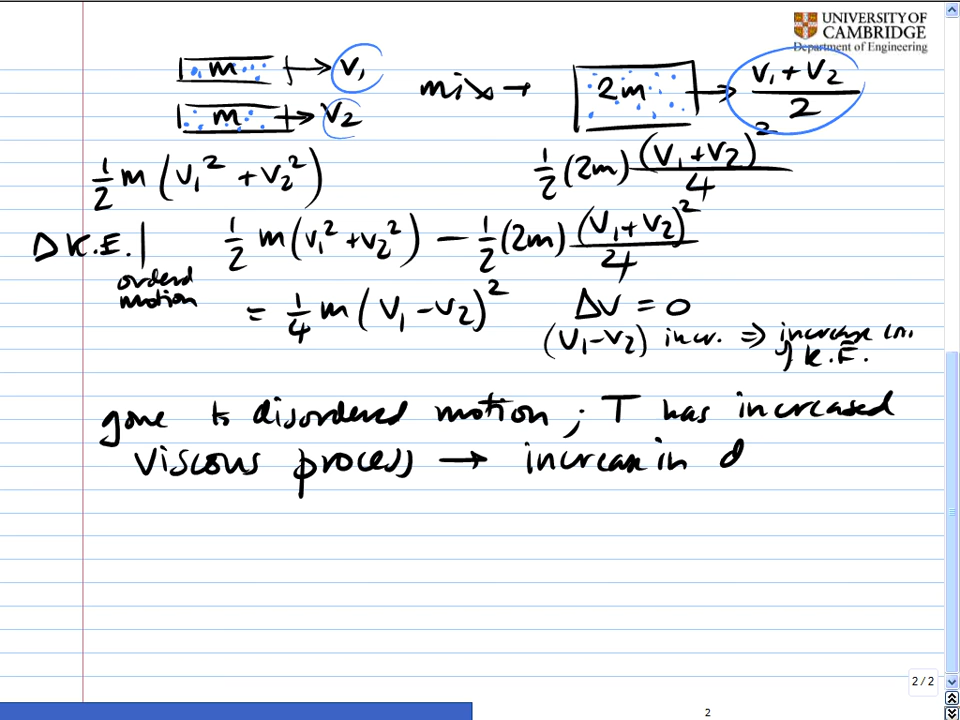 UNIVERSITY OF
CAMBRIDGE
Department of Engineering
m → V₁
m → V₂
mix →
2m → (V₁ + V₂)/2
½ m (V₁² + V₂²)
½ (2m) (V₁+V₂)²/4
Δ K.E. | ordered motion
½ m (V₁² + V₂²) − ½ (2m) (V₁ + V₂)²/4
= ¼ m (V₁ − V₂)²
ΔV = 0
(V₁ − V₂) incr. ⇒ increase in
K.E.
gone to disordered motion ; T has increased
viscous process → increase in d
2 / 2
2